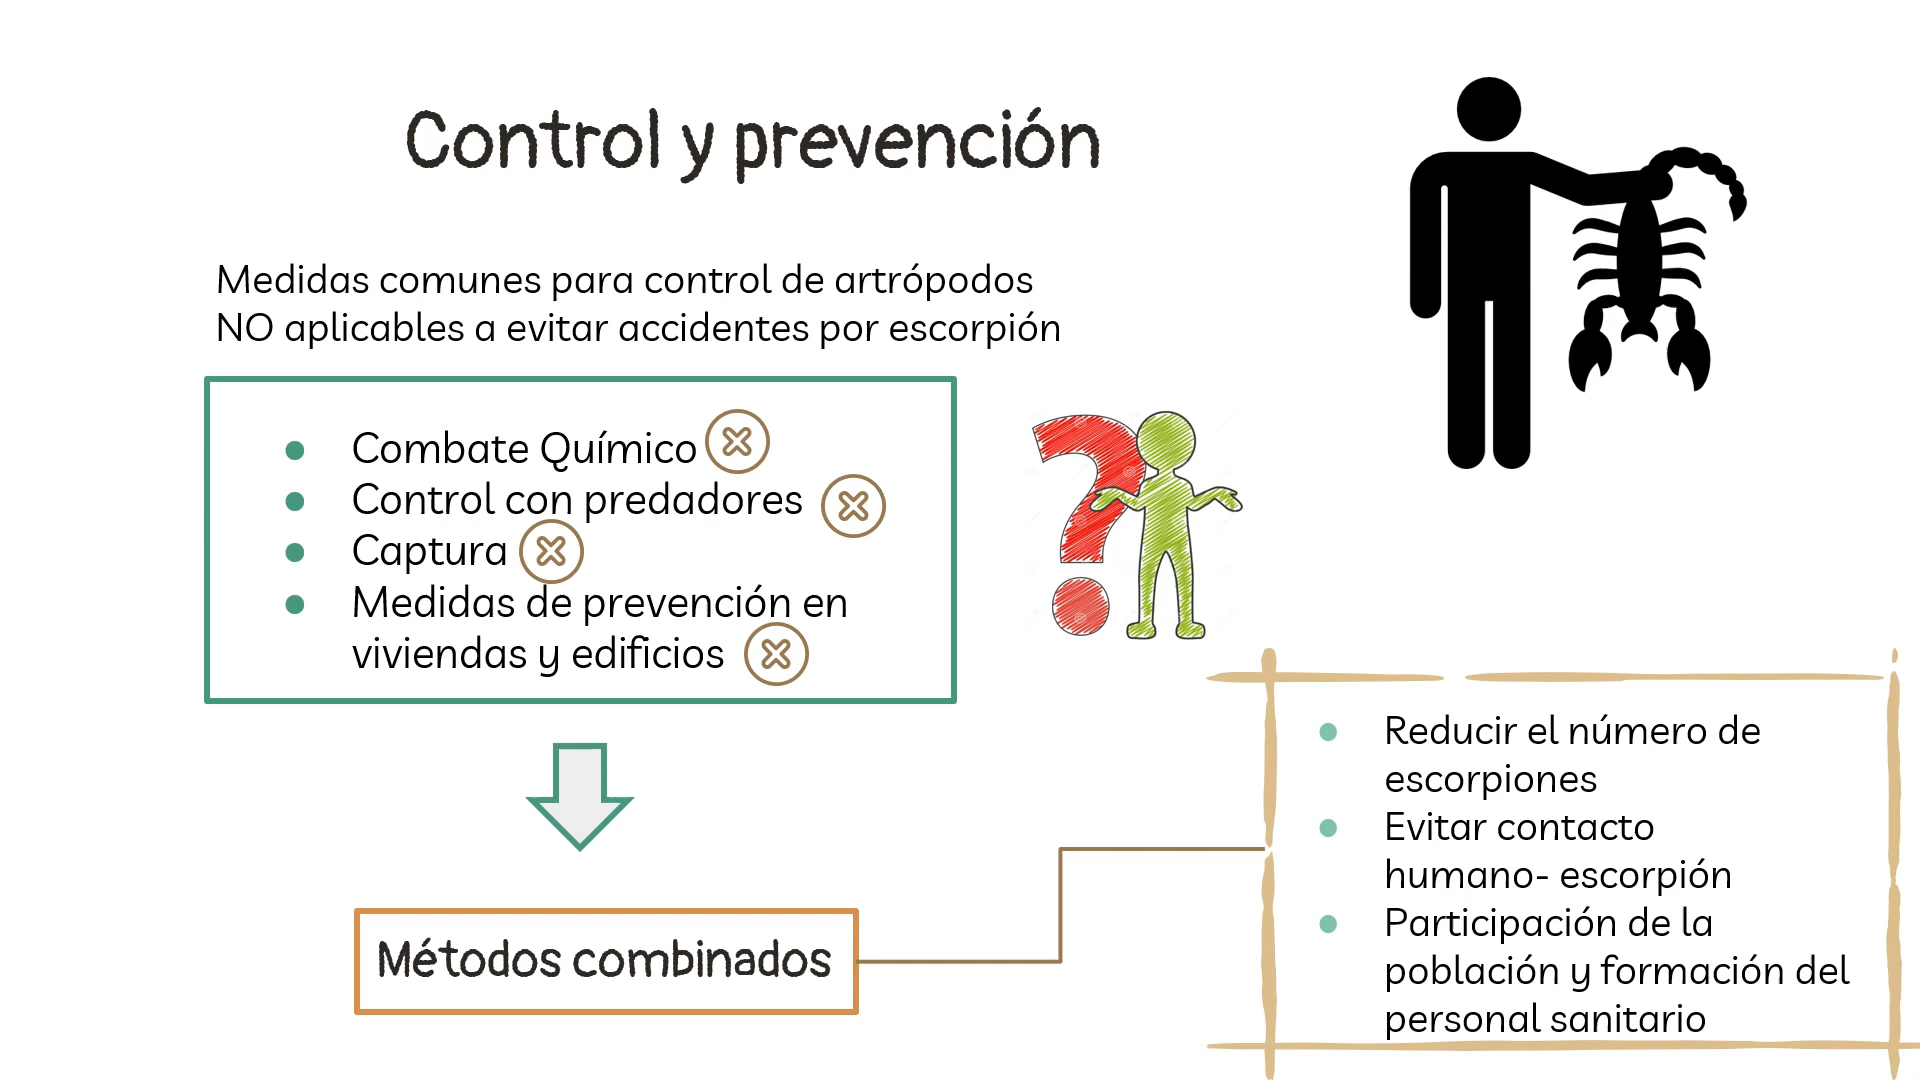 Control y prevención
Medidas comunes para control de artrópodos
NO aplicables a evitar accidentes por escorpión
Combate Químico
Control con predadores
Captura
Medidas de prevención en
viviendas y edificios
Métodos combinados
Reducir el número de
escorpiones
Evitar contacto
humano- escorpión
Participación de la
población y formación del
personal sanitario